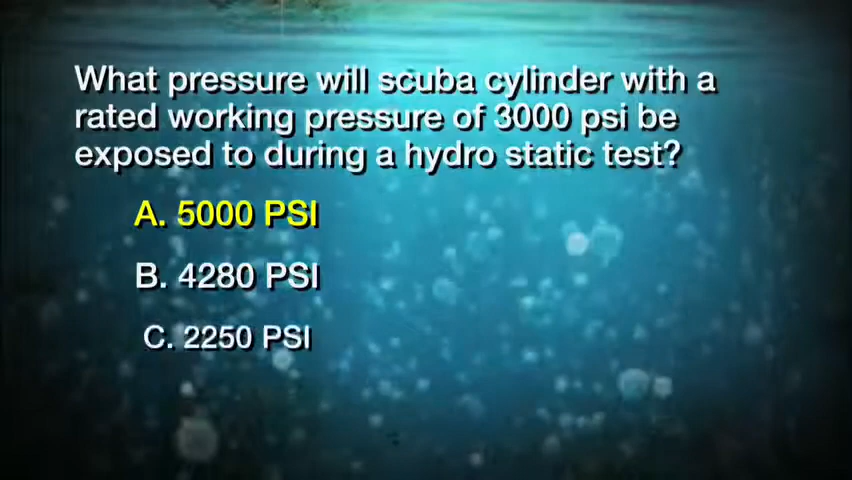 What pressure will scuba cylinder with a
rated working pressure of 3000 psi be
exposed to during a hydro static test?
A. 5000 PSI
B. 4280 PSI
C. 2250 PSI